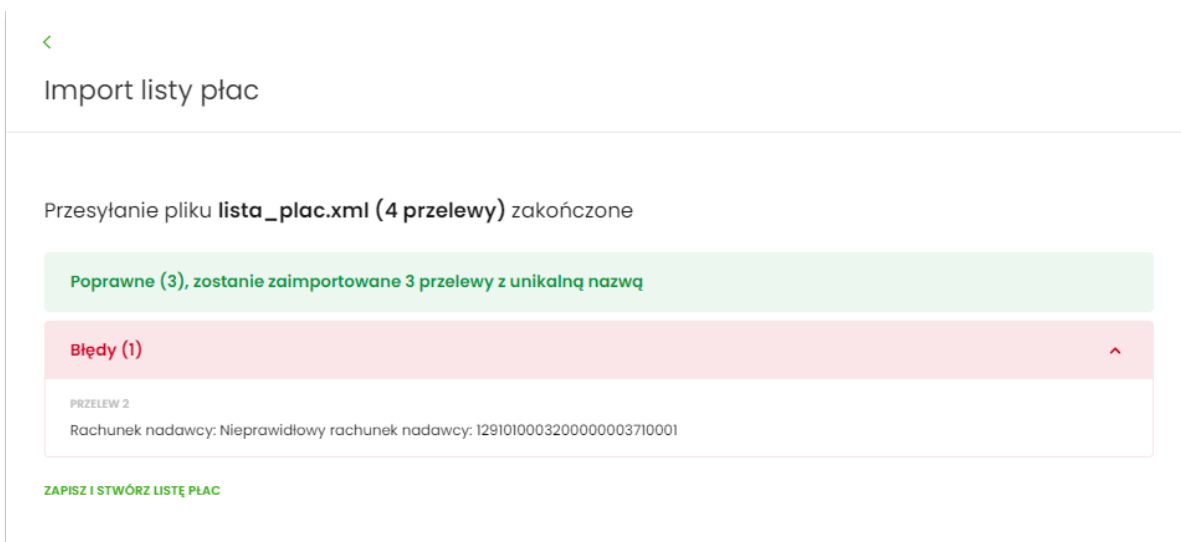 Import listy płac
Przesyłanie pliku lista_plac.xml (4 przelewy) zakończone
Poprawne (3), zostanie zaimportowane 3 przelewy z unikalną nazwą
Błędy (1)
PRZELEW 2
Rachunek nadawcy: Nieprawidłowy rachunek nadawcy: 12910100032000000003710001
ZAPISZ I STWÓRZ LISTĘ PŁAC